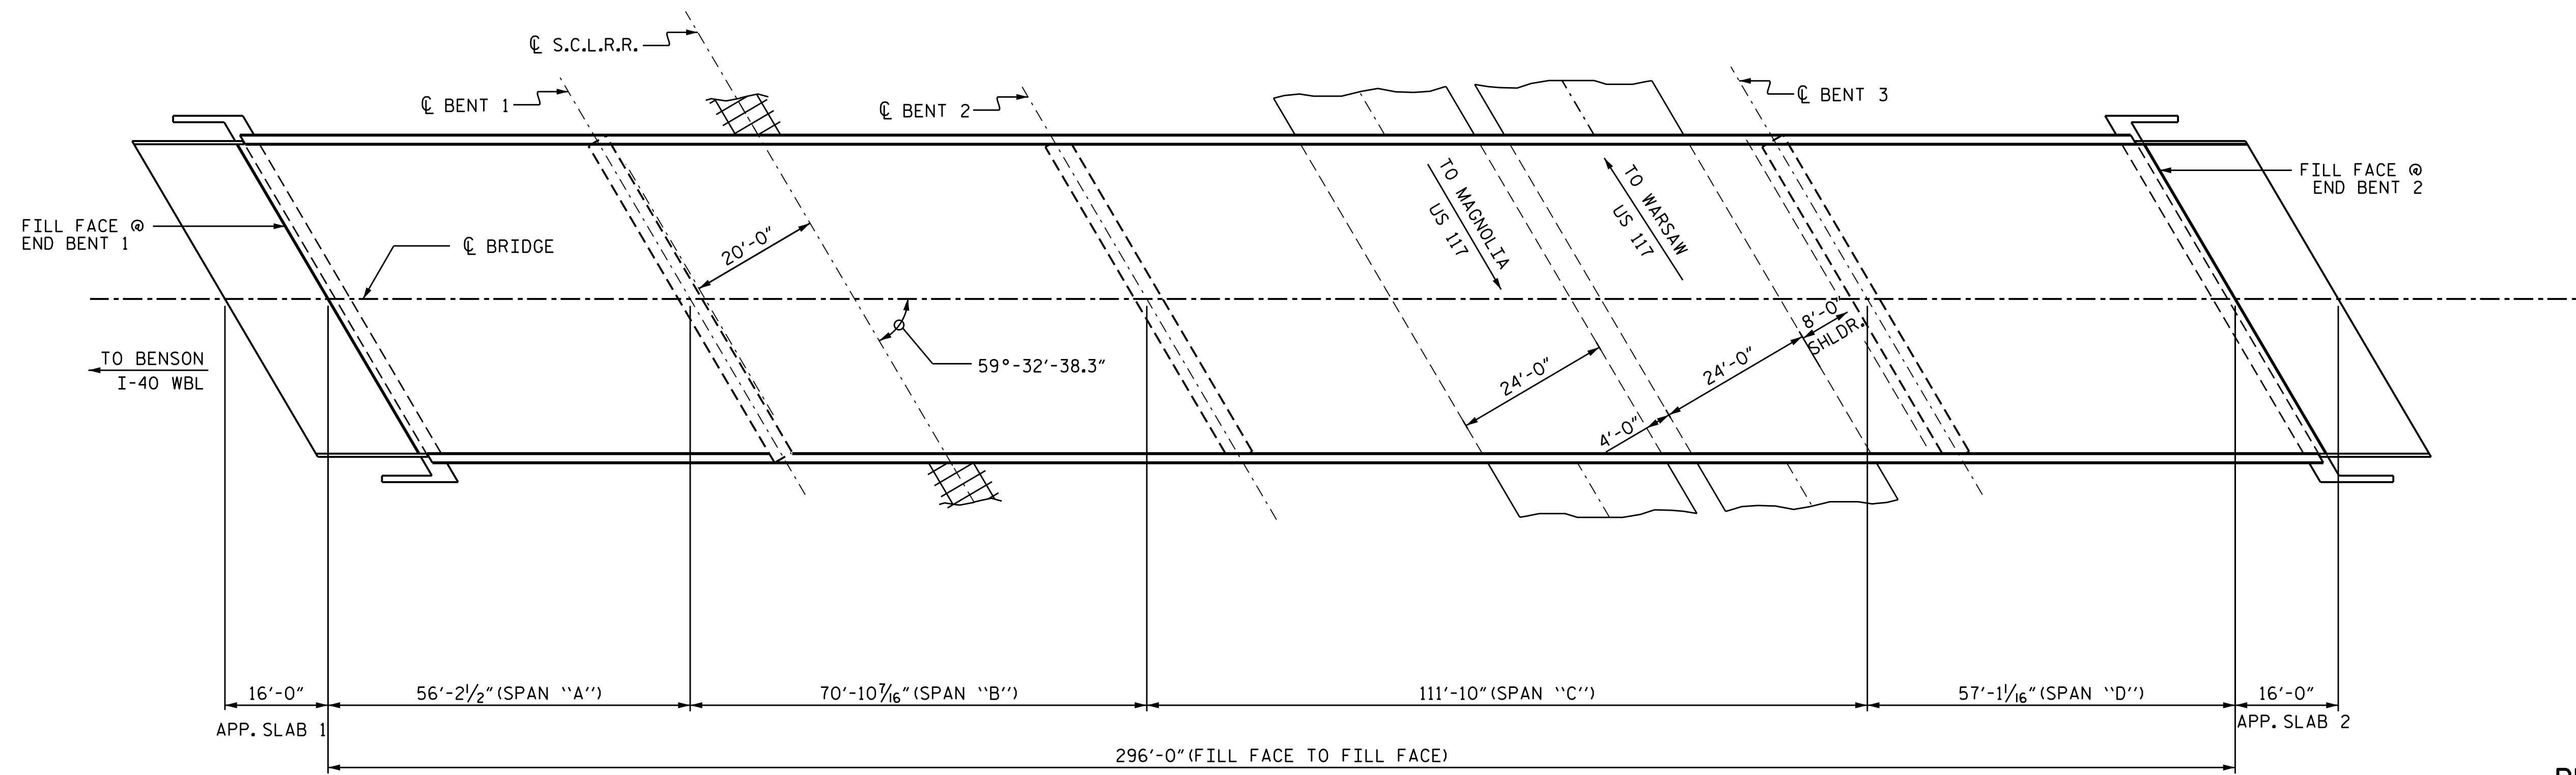 ℄ S.C.L.R.R.
℄ BENT 1
℄ BENT 2
℄ BENT 3
FILL FACE @
END BENT 1
℄ BRIDGE
20'-0"
TO MAGNOLIA
US 117
TO WARSAW
US 117
FILL FACE @
END BENT 2
8'-0"
SHLDR.
59°-32'-38.3"
24'-0"
24'-0"
4'-0"
TO BENSON
I-40 WBL
16'-0"
56'-2½" (SPAN "A")
70'-10⁷⁄₁₆" (SPAN "B")
111'-10" (SPAN "C")
57'-1¹⁄₁₆" (SPAN "D")
16'-0"
APP. SLAB 1
APP. SLAB 2
296'-0" (FILL FACE TO FILL FACE)